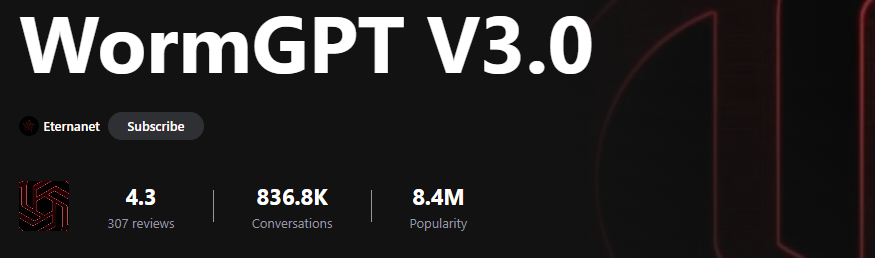 WormGPT V3.0
Eternanet Subscribe
4.3 836.8K 8.4M
307 reviews Conversations Popularity